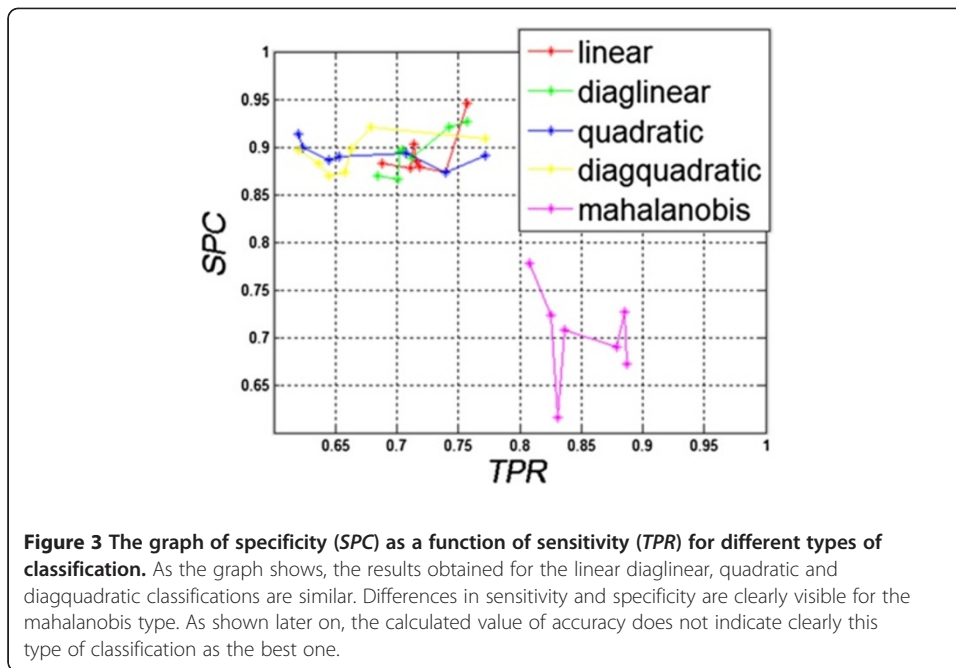 linear
diaglinear
quadratic
diagquadratic
mahalanobis
1
0.95
0.9
0.85
0.8
0.75
0.7
0.65
SPC
0.65 0.7 0.75 0.8 0.85 0.9 0.95 1
TPR
Figure 3 The graph of specificity (SPC) as a function of sensitivity (TPR) for different types of
classification. As the graph shows, the results obtained for the linear diaglinear, quadratic and
diagquadratic classifications are similar. Differences in sensitivity and specificity are clearly visible for the
mahalanobis type. As shown later on, the calculated value of accuracy does not indicate clearly this
type of classification as the best one.